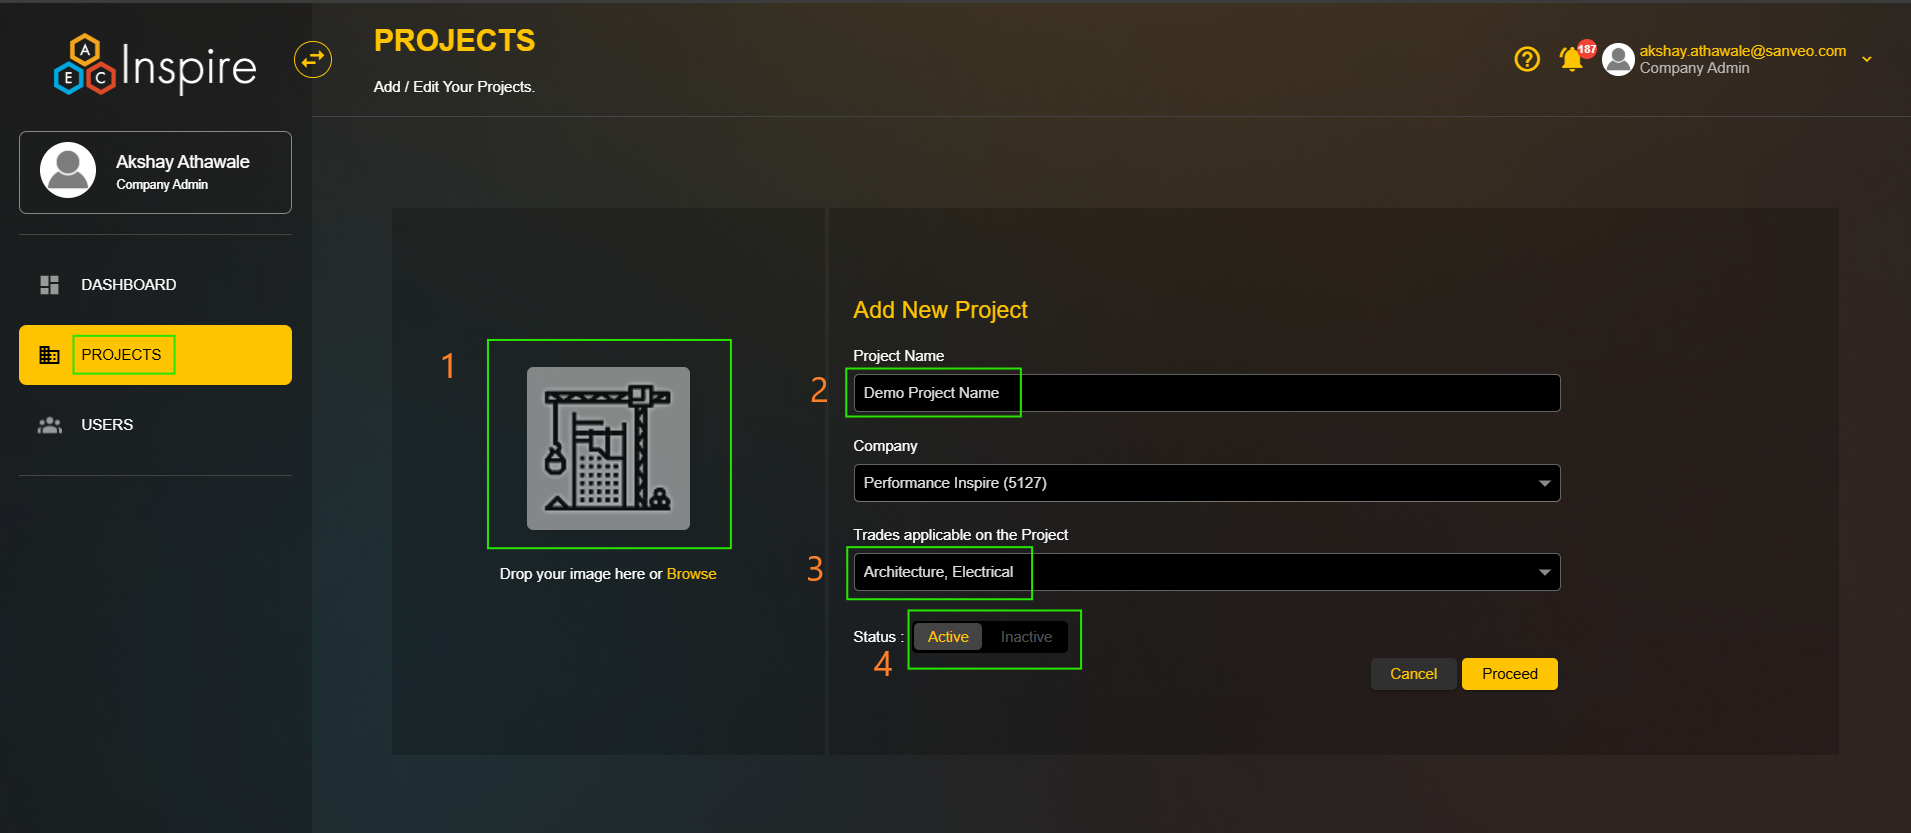 A
E C Inspire
PROJECTS
Add / Edit Your Projects.
187
akshay.athawale@sanveo.com
Company Admin
Akshay Athawale
Company Admin
DASHBOARD
PROJECTS
USERS
1
Drop your image here or Browse
Add New Project
Project Name
2
Demo Project Name
Company
Performance Inspire (5127)
Trades applicable on the Project
3
Architecture, Electrical
Status : Active Inactive
4
Cancel Proceed